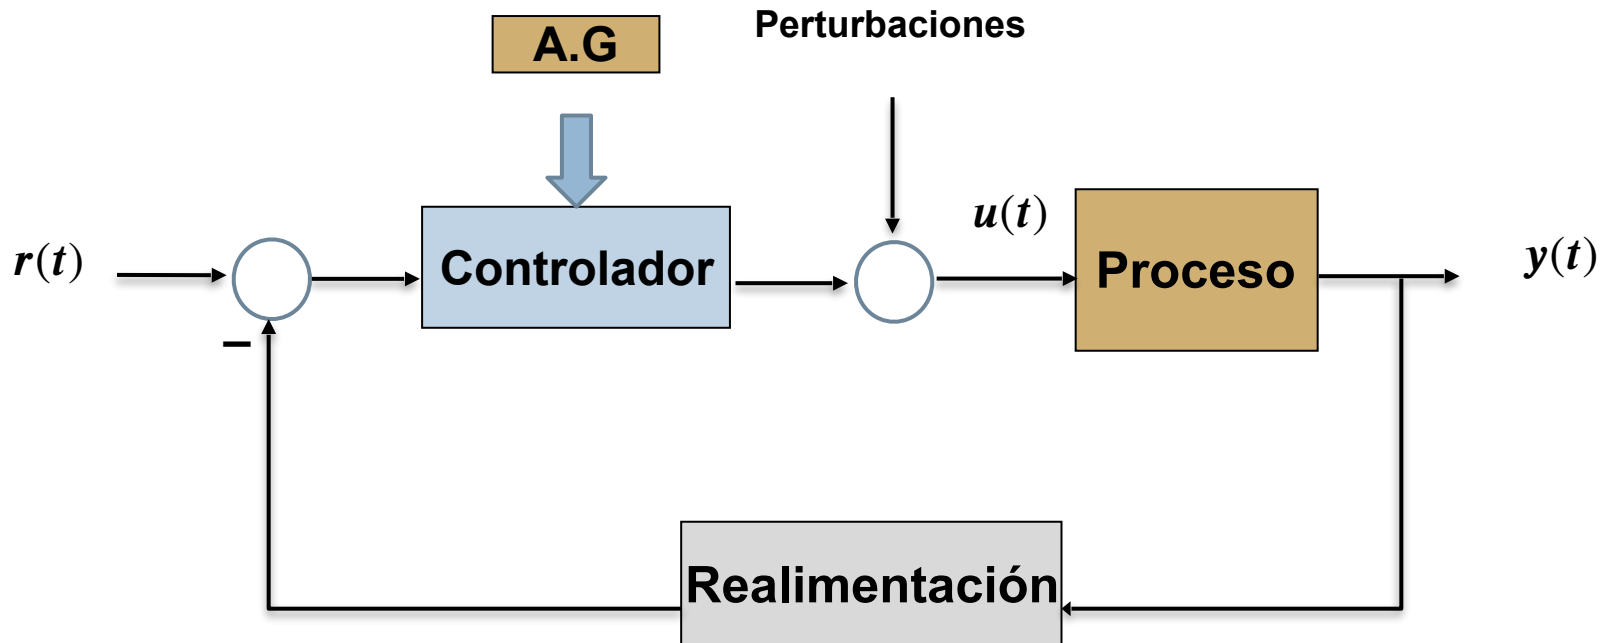 A.G
Perturbaciones
r(t)
Controlador
u(t)
Proceso
y(t)
−
Realimentación